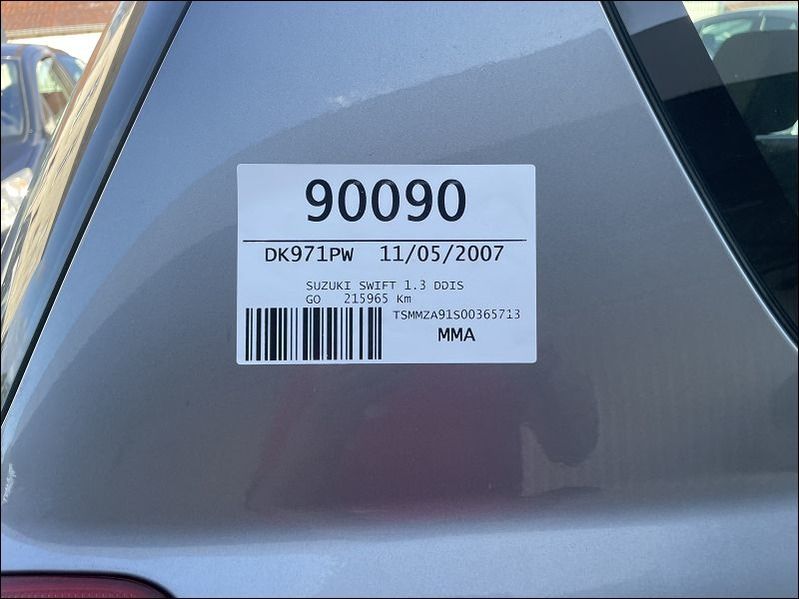 90090
DK971PW 11/05/2007
SUZUKI SWIFT 1.3 DDIS
GO 215965 Km
TSMMZA91S00365713
MMA